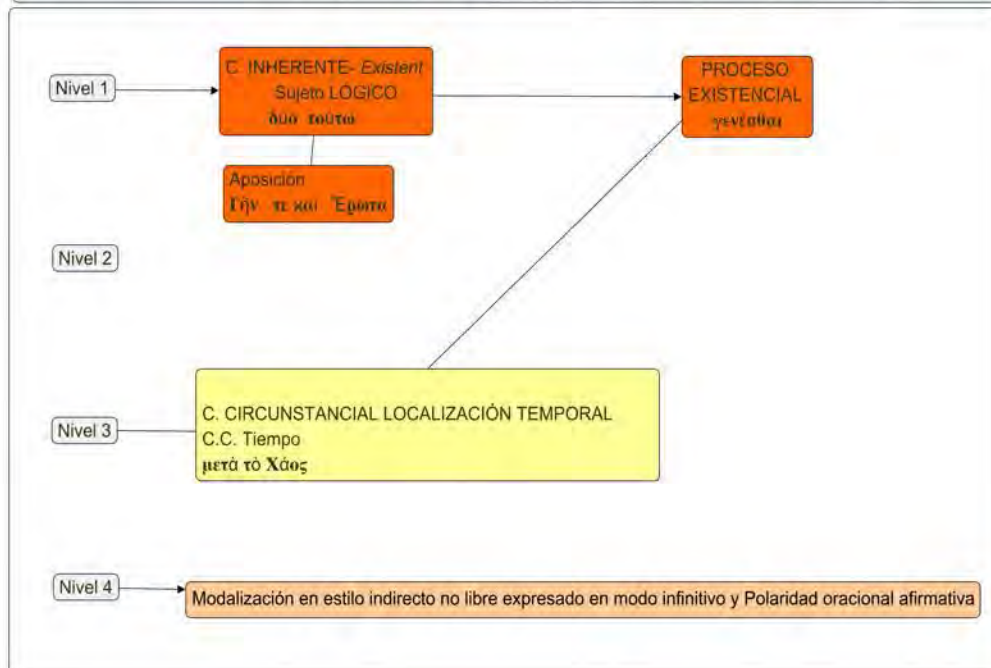 Nivel 1
C. INHERENTE- Existent
Sujeto LÓGICO
δύο τούτω
PROCESO
EXISTENCIAL
γενέσθαι
Aposición
Γῆν τε και Ἔρωτα
Nivel 2
Nivel 3
C. CIRCUNSTANCIAL LOCALIZACIÓN TEMPORAL
C.C. Tiempo
μετὰ τὸ Χάος
Nivel 4
Modalización en estilo indirecto no libre expresado en modo infinitivo y Polaridad oracional afirmativa